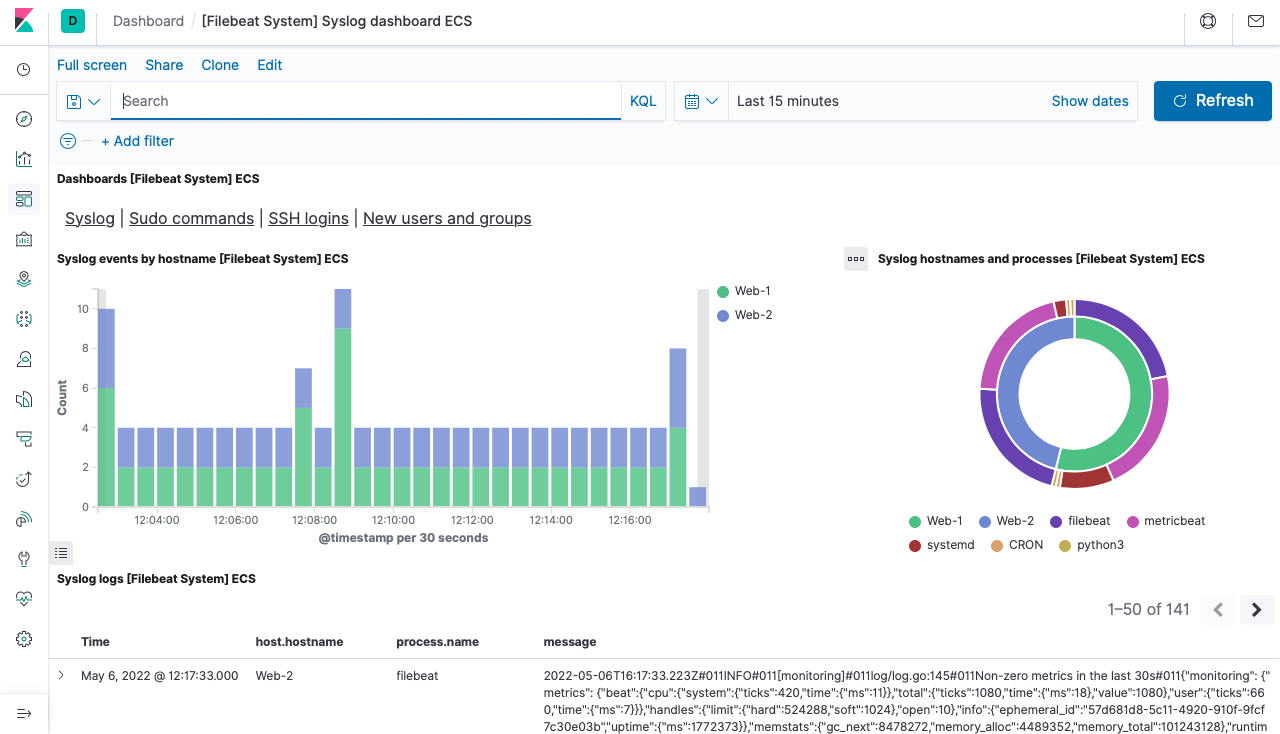 D Dashboard / [Filebeat System] Syslog dashboard ECS
Full screen Share Clone Edit
Search KQL Last 15 minutes Show dates Refresh
+ Add filter
Dashboards [Filebeat System] ECS
Syslog | Sudo commands | SSH logins | New users and groups
Syslog events by hostname [Filebeat System] ECS
Count
10
8
6
4
2
0
12:04:00 12:06:00 12:08:00 12:10:00 12:12:00 12:14:00 12:16:00
@timestamp per 30 seconds
Web-1
Web-2
Syslog hostnames and processes [Filebeat System] ECS
Web-1 Web-2 filebeat metricbeat
systemd CRON python3
Syslog logs [Filebeat System] ECS
1–50 of 141
Time host.hostname process.name message
May 6, 2022 @ 12:17:33.000 Web-2 filebeat 2022-05-06T16:17:33.223Z#011INFO#011[monitoring]#011log/log.go:145#011Non-zero metrics in the last 30s#011{"monitoring": {"
metrics": {"beat":{"cpu":{"system":{"ticks":420,"time":{"ms":11}},"total":{"ticks":1080,"time":{"ms":18},"value":1080},"user":{"ticks":66
0,"time":{"ms":7}}},"handles":{"limit":{"hard":524288,"soft":1024},"open":10},"info":{"ephemeral_id":"57d681d8-5c11-4920-910f-9fcf
7c30e03b","uptime":{"ms":1772373}},"memstats":{"gc_next":8478272,"memory_alloc":4489352,"memory_total":101243128},"runtim